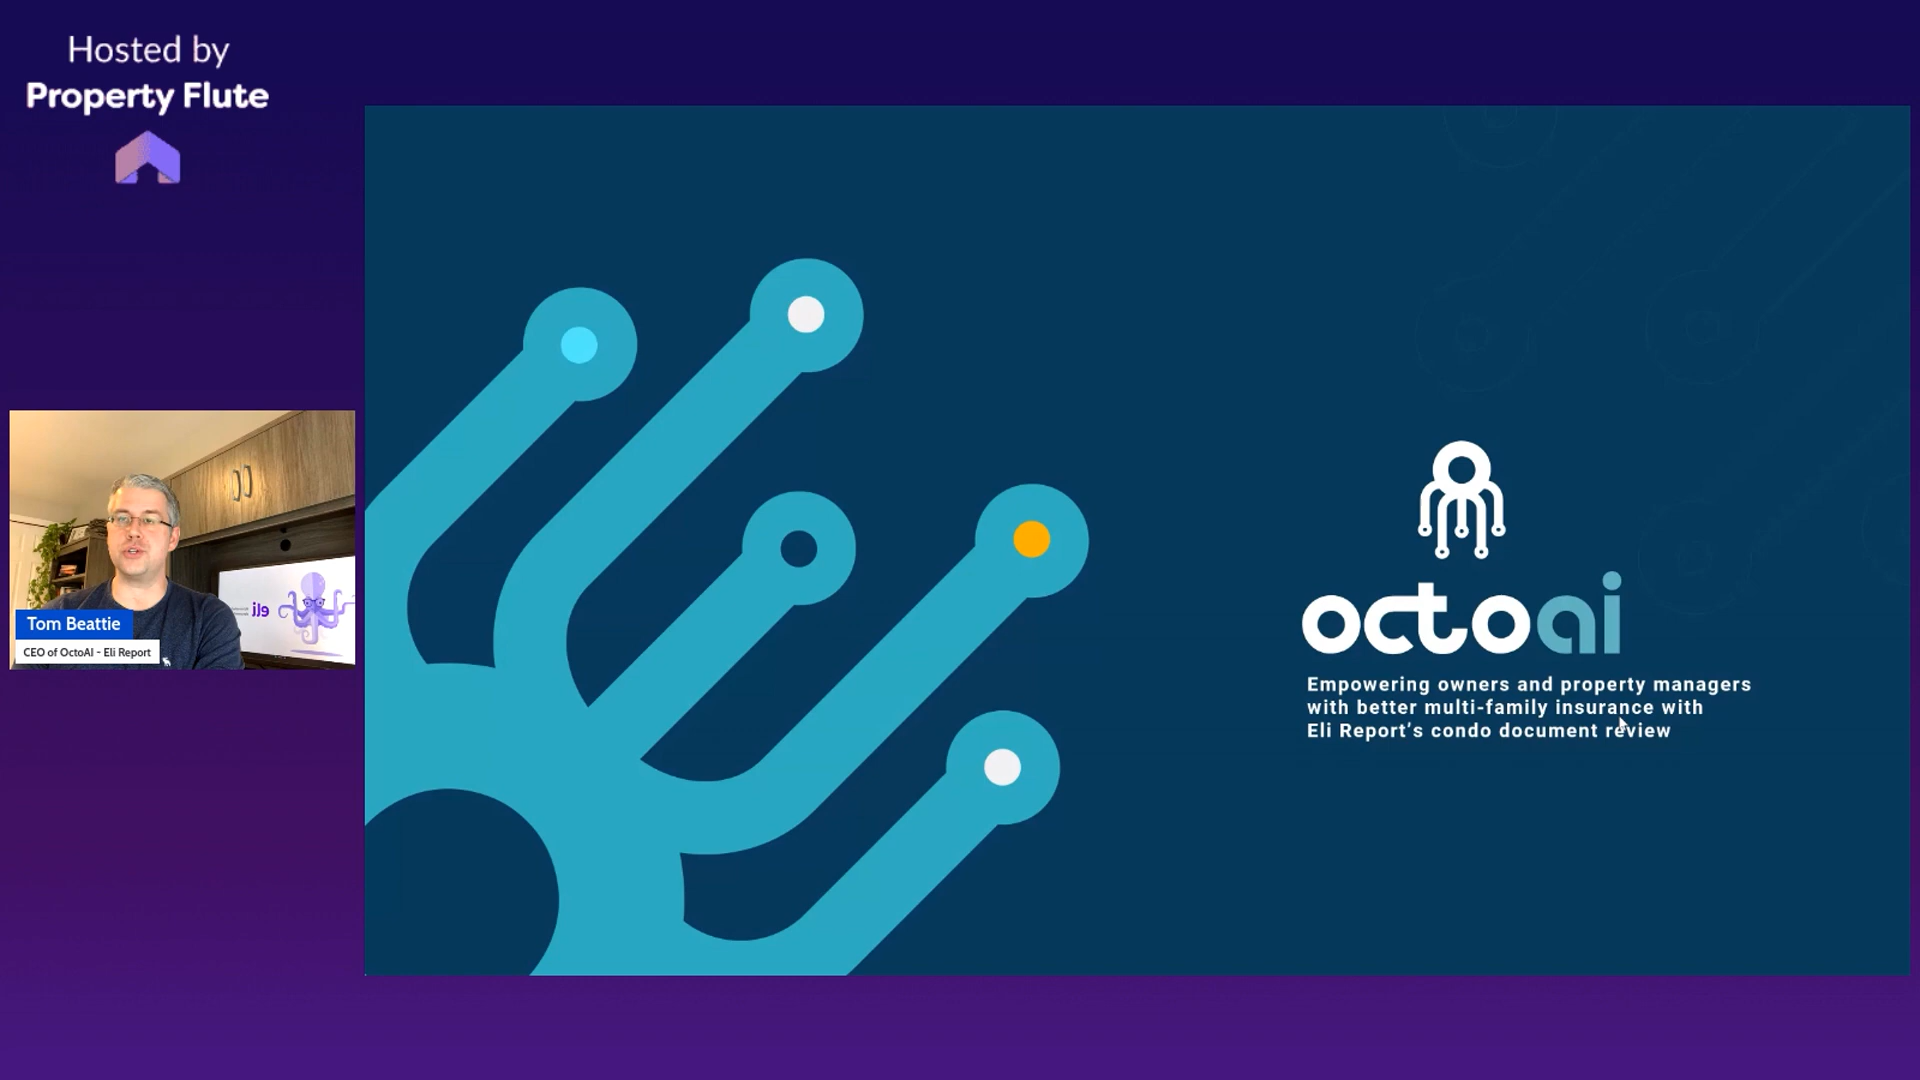 Hosted by
Property Flute
Tom Beattie
CEO of OctoAI - Eli Report
eli
octoai
Empowering owners and property managers
with better multi-family insurance with
Eli Report's condo document review